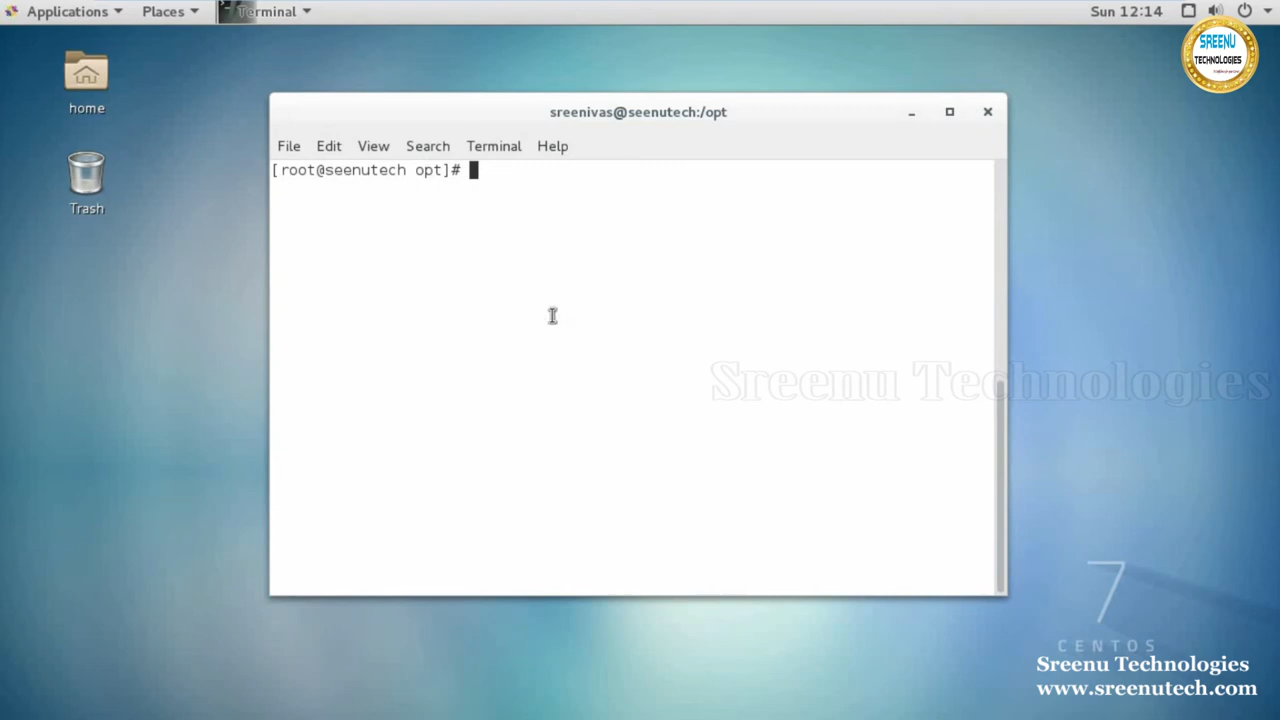 Applications Places Terminal Sun 12:14
SREENU
TECHNOLOGIES
home
Trash
sreenivas@seenutech:/opt
File Edit View Search Terminal Help
[root@seenutech opt]#
Sreenu Technologies
7
CENTOS
Sreenu Technologies
www.sreenutech.com